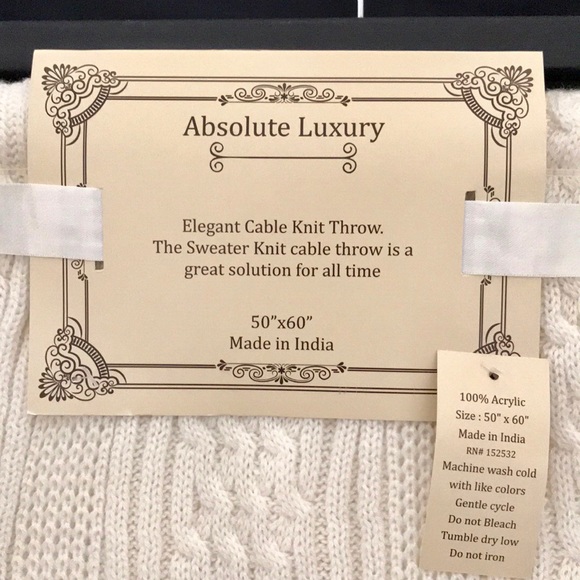 Absolute Luxury
Elegant Cable Knit Throw.
The Sweater Knit cable throw is a
great solution for all time
50”x60”
Made in India
100% Acrylic
Size : 50" x 60"
Made in India
RN# 152532
Machine wash cold
with like colors
Gentle cycle
Do not Bleach
Tumble dry low
Do not iron